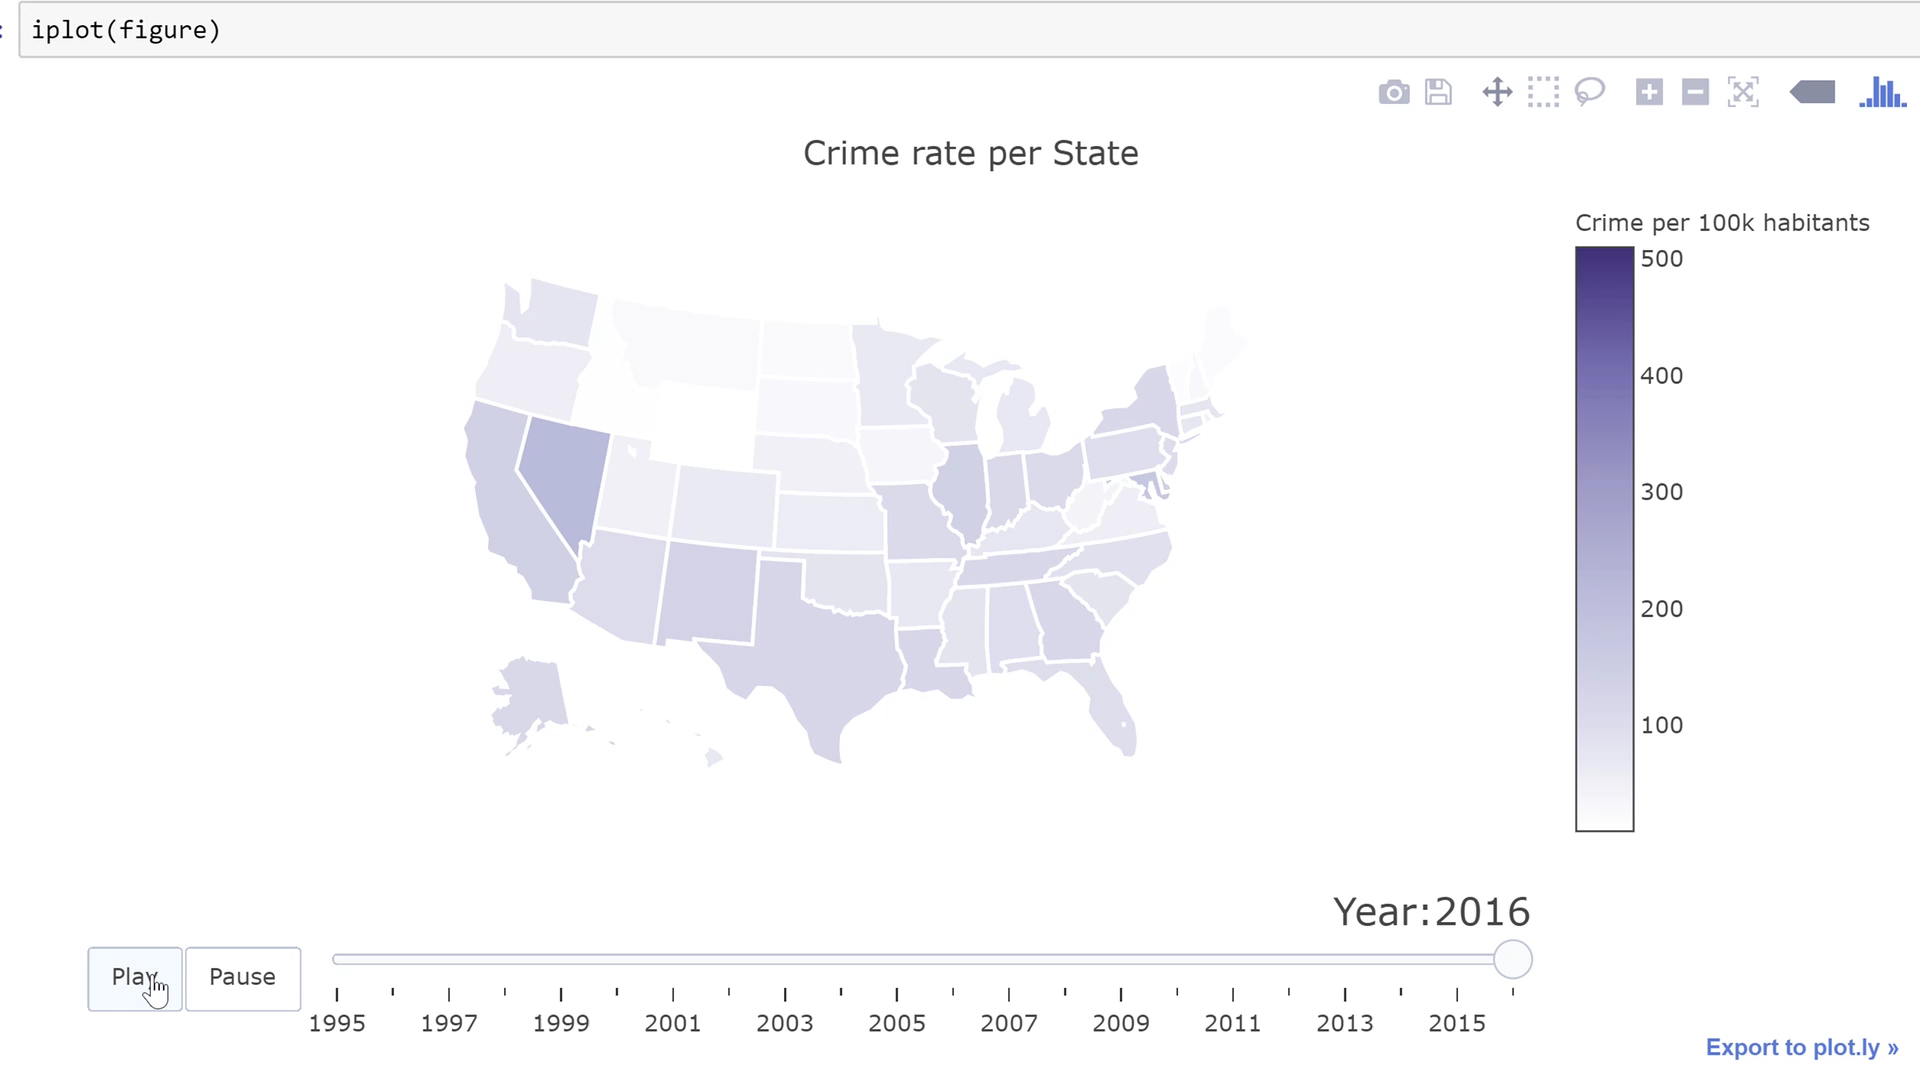 :
iplot(figure)
Crime rate per State
Crime per 100k habitants
500
400
300
200
100
Year:2016
Play
Pause
1995 1997 1999 2001 2003 2005 2007 2009 2011 2013 2015
Export to plot.ly »